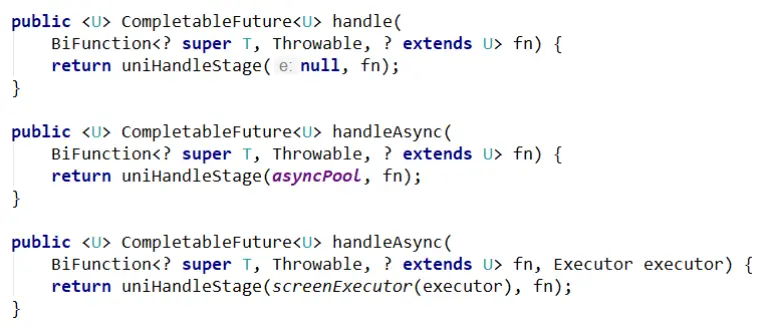 public <U> CompletableFuture<U> handle(
    BiFunction<? super T, Throwable, ? extends U> fn) {
    return uniHandleStage( e: null, fn);
}
public <U> CompletableFuture<U> handleAsync(
    BiFunction<? super T, Throwable, ? extends U> fn) {
    return uniHandleStage(asyncPool, fn);
}
public <U> CompletableFuture<U> handleAsync(
    BiFunction<? super T, Throwable, ? extends U> fn, Executor executor) {
    return uniHandleStage(screenExecutor(executor), fn);
}